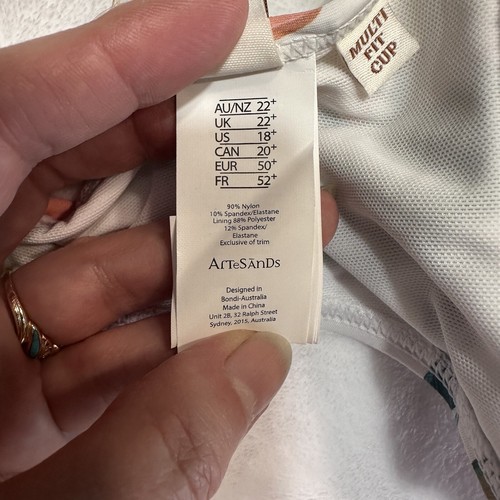 MULTI
FIT
CUP
AU/NZ 22+
UK 22+
US 18+
CAN 20+
EUR 50+
FR 52+
90% Nylon
10% Spandex/Elastane
Lining 88% Polyester
12% Spandex/
Elastane
Exclusive of trim
ArTeSANDs
Designed in
Bondi-Australia
Made in China
Unit 2B, 32 Ralph Street
Sydney, 2015, Australia